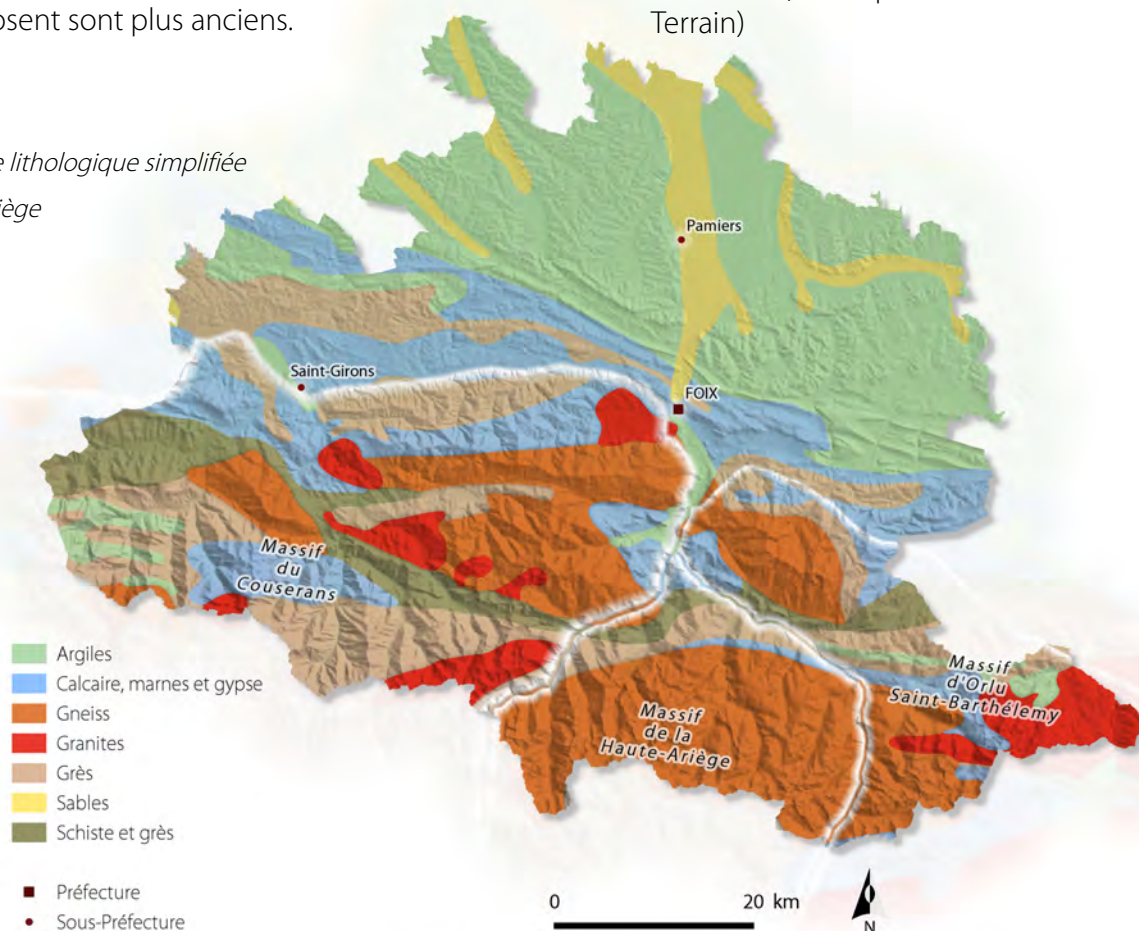 osent sont plus anciens.
Terrain)
e lithologique simplifiée
iège
Pamiers
Saint-Girons
FOIX
Massif
du
Couserans
Massif
d'Orlu
Saint-Barthélemy
Massif
de la
Haute-Ariège
Argiles
Calcaire, marnes et gypse
Gneiss
Granites
Grès
Sables
Schiste et grès
Préfecture
Sous-Préfecture
0 20 km
N